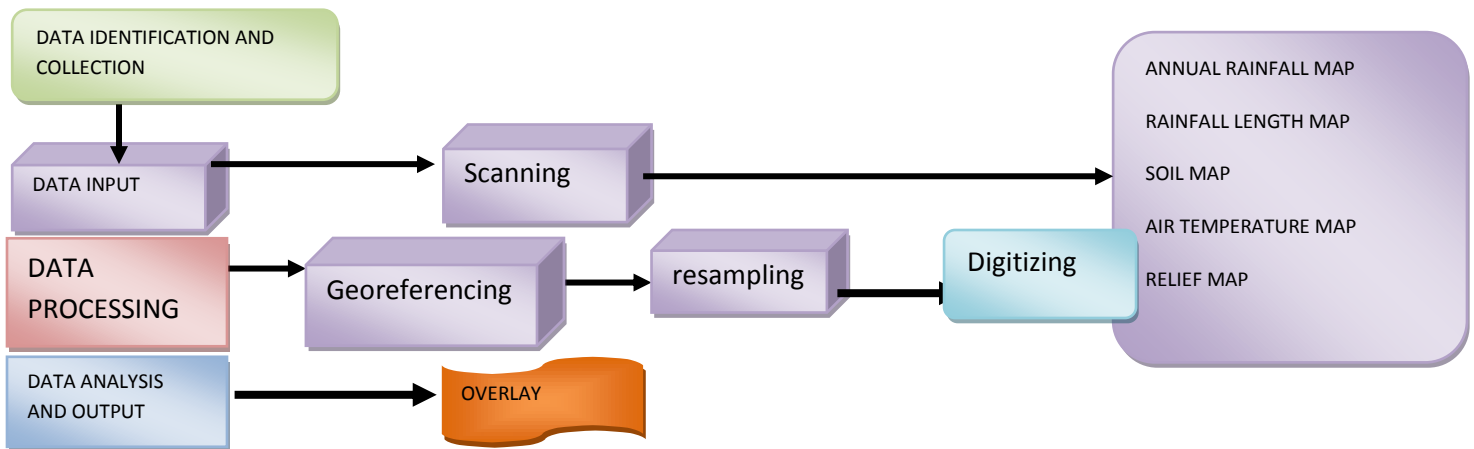 DATA IDENTIFICATION AND
COLLECTION
DATA INPUT
Scanning
ANNUAL RAINFALL MAP
RAINFALL LENGTH MAP
SOIL MAP
AIR TEMPERATURE MAP
RELIEF MAP
DATA
PROCESSING
Georeferencing
resampling
Digitizing
DATA ANALYSIS
AND OUTPUT
OVERLAY